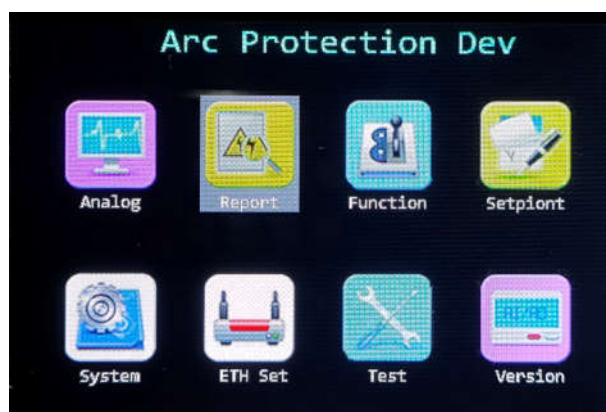 Arc Protection Dev
Analog Report Function Setpiont
System ETH Set Test Version